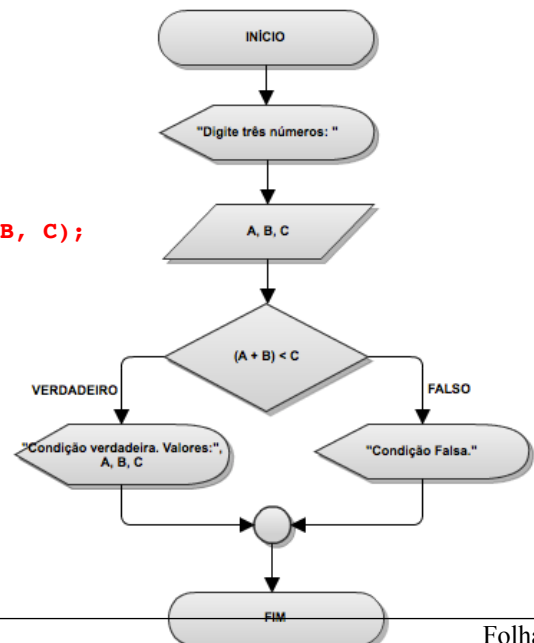 INÍCIO
"Digite três números: "
B, C);
A, B, C
(A + B) < C
VERDADEIRO
FALSO
"Condição verdadeira. Valores:",
A, B, C
"Condição Falsa."
FIM
Folha